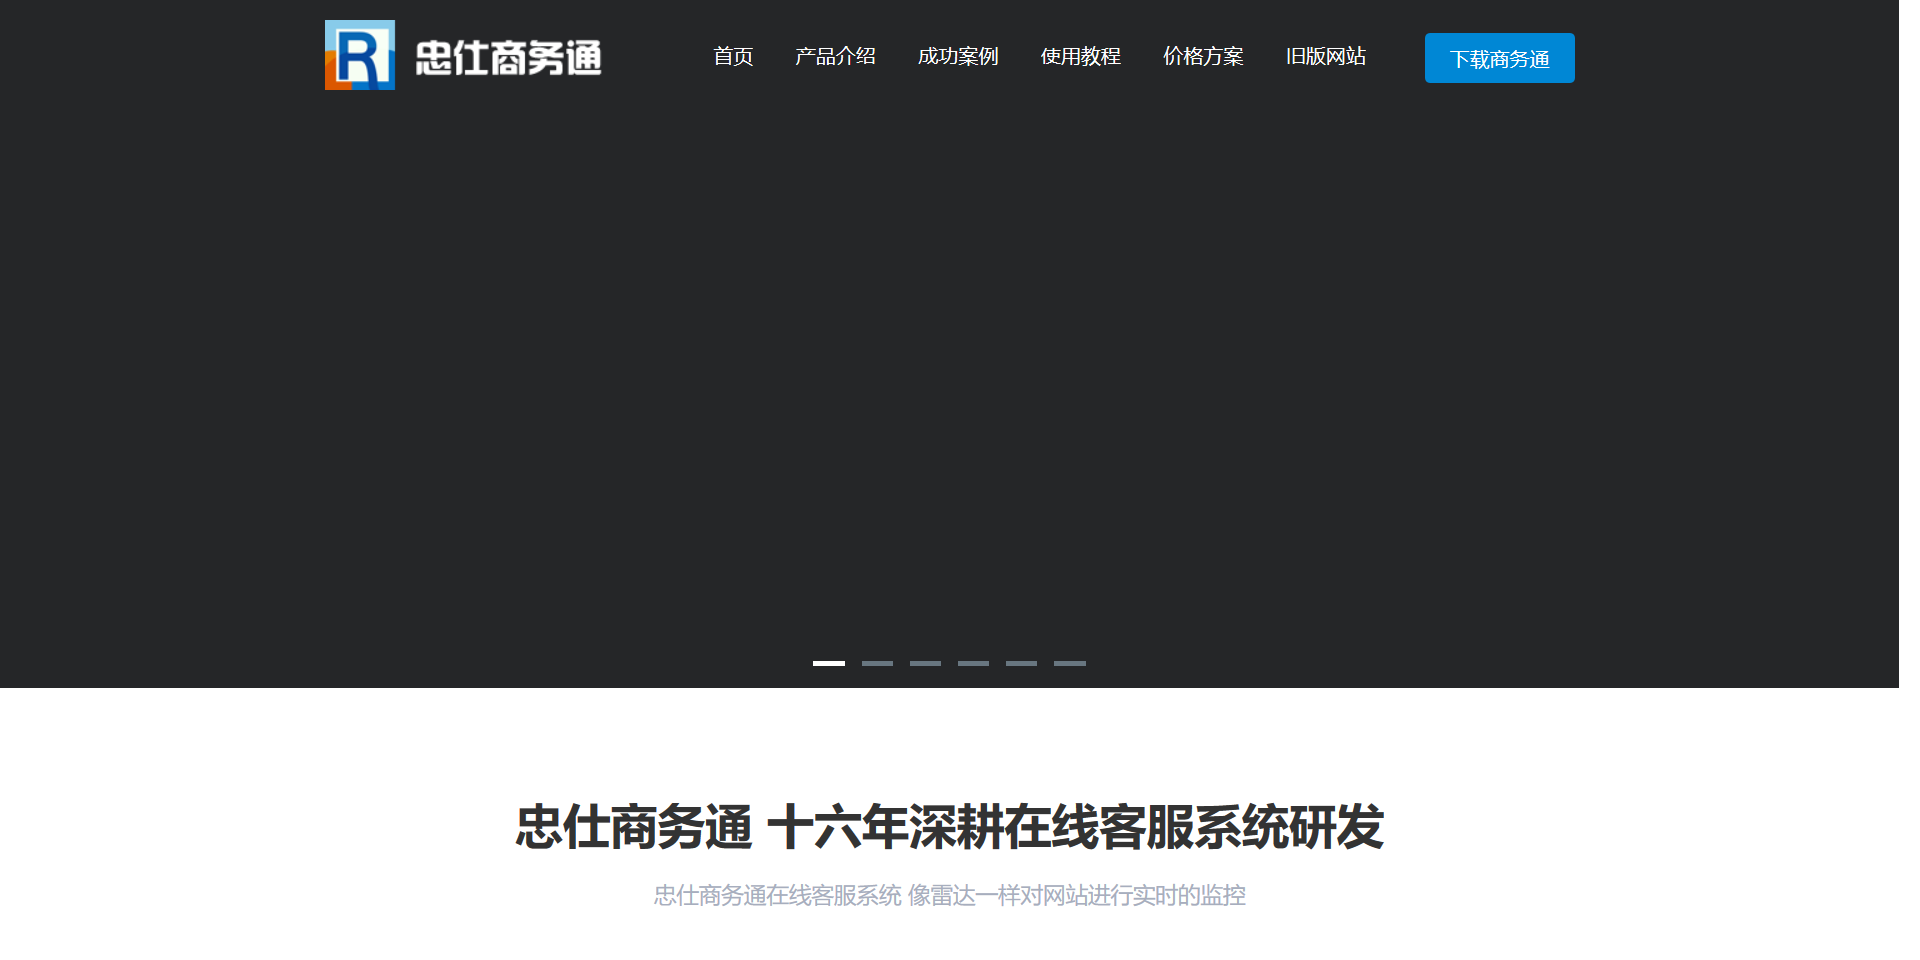 R 忠仕商务通 首页 产品介绍 成功案例 使用教程 价格方案 旧版网站 下载商务通
忠仕商务通 十六年深耕在线客服系统研发
忠仕商务通在线客服系统 像雷达一样对网站进行实时的监控